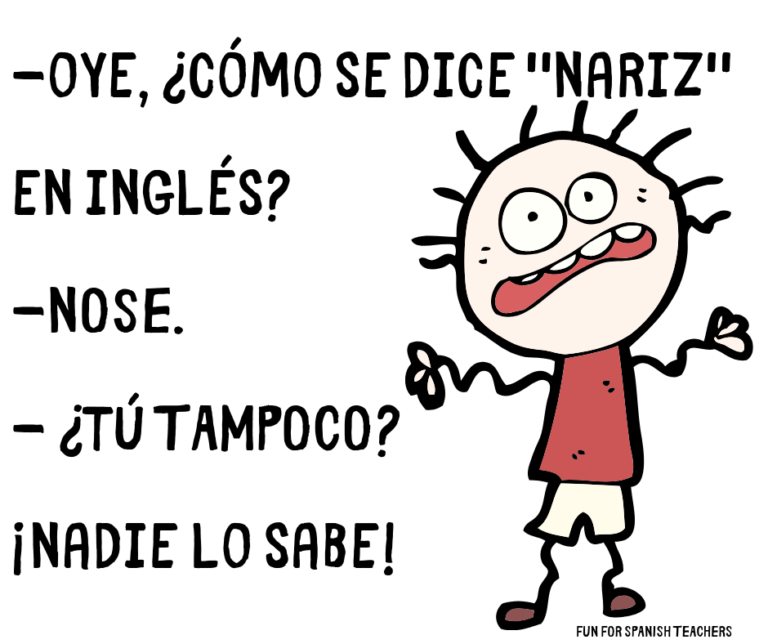 —OYE, ¿CÓMO SE DICE "NARIZ"
EN INGLÉS?
—NOSE.
— ¿TÚ TAMPOCO?
¡NADIE LO SABE!
FUN FOR SPANISH TEACHERS